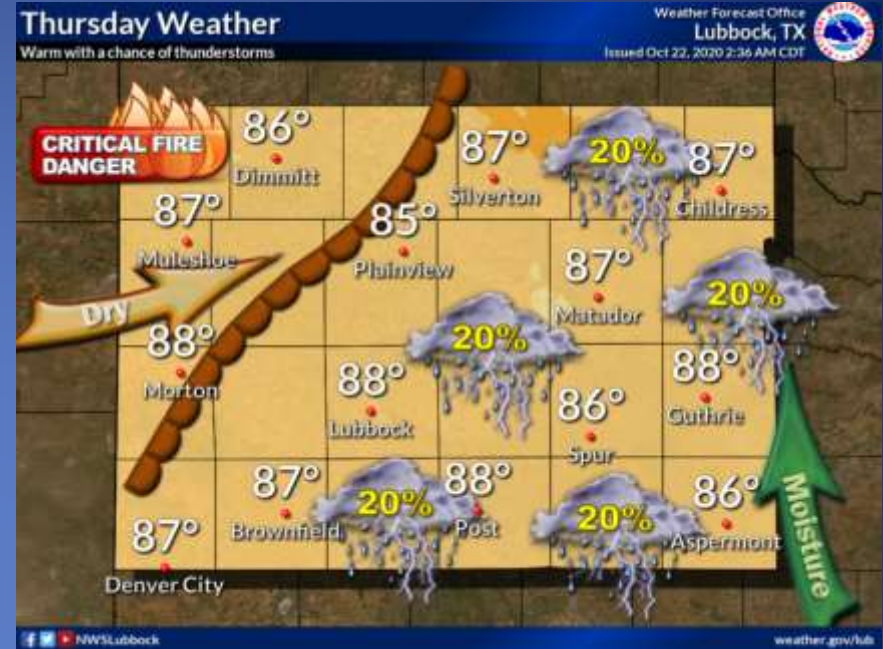 Thursday Weather
Warm with a chance of thunderstorms
Weather Forecast Office
Lubbock, TX
Issued Oct 22, 2020 2:36 AM CDT
CRITICAL FIRE
DANGER
86°
Dimmitt
87°
Silverton
20%
87°
Childress
87°
Muleshoe
85°
Plainview
87°
Matador
20%
Dry
88°
Morton
88°
Lubbock
20%
86°
Spur
88°
Guthrie
87°
Denver City
87°
Brownfield
20%
88°
Post
20%
86°
Aspermont
Moisture
NWSLubbock
weather.gov/lub